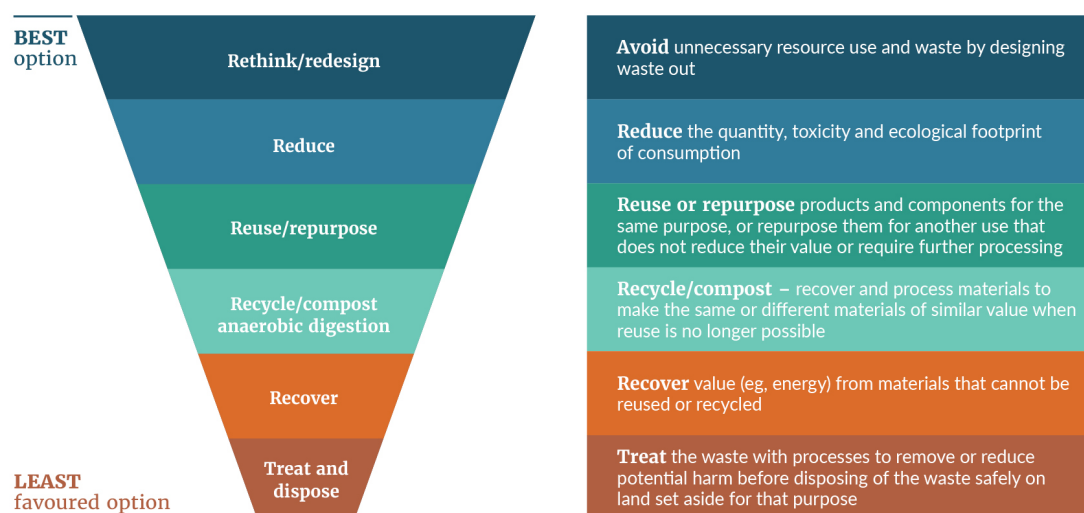 BEST
option
Rethink/redesign
Avoid unnecessary resource use and waste by designing
waste out
Reduce
Reduce the quantity, toxicity and ecological footprint
of consumption
Reuse/repurpose
Reuse or repurpose products and components for the
same purpose, or repurpose them for another use that
does not reduce their value or require further processing
Recycle/compost
anaerobic digestion
Recycle/compost – recover and process materials to
make the same or different materials of similar value when
reuse is no longer possible
Recover
Recover value (eg, energy) from materials that cannot be
reused or recycled
LEAST
favoured option
Treat and
dispose
Treat the waste with processes to remove or reduce
potential harm before disposing of the waste safely on
land set aside for that purpose